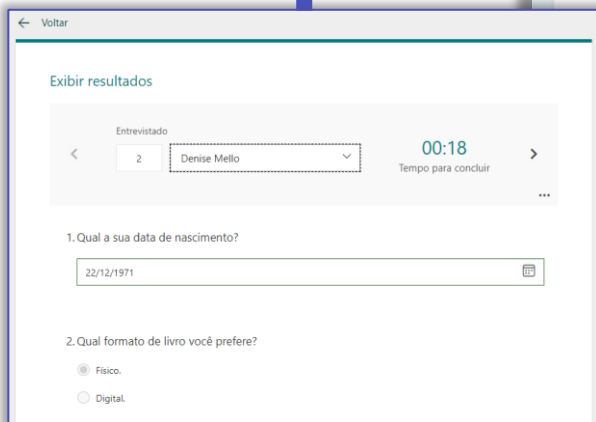 Voltar
Exibir resultados
Entrevistado
2
Denise Mello
00:18
Tempo para concluir
1. Qual a sua data de nascimento?
22/12/1971
2. Qual formato de livro você prefere?
Físico.
Digital.